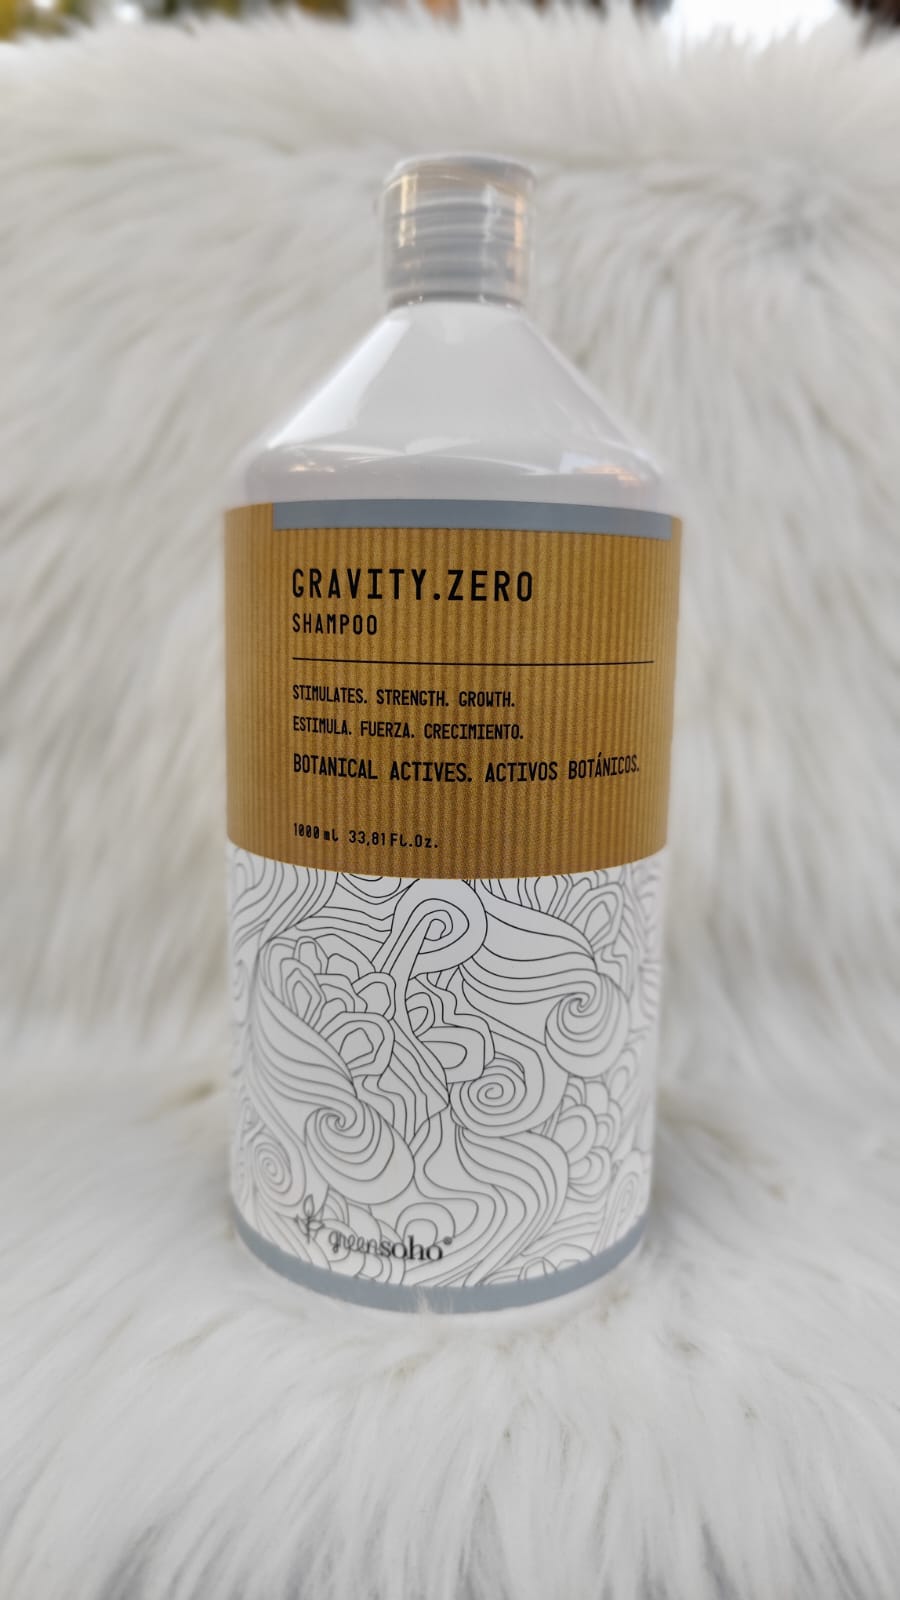 GRAVITY.ZERO
SHAMPOO
STIMULATES. STRENGTH. GROWTH.
ESTIMULA. FUERZA. CRECIMIENTO.
BOTANICAL ACTIVES. ACTIVOS BOTÁNICOS.
1000 ml 33,81 Fl.Oz.
greensoho®